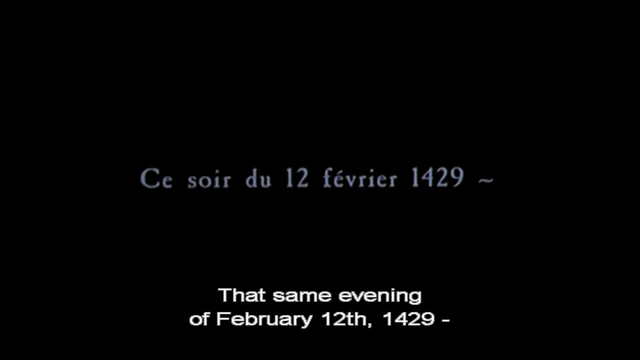 Ce soir du 12 février 1429 ~
That same evening
of February 12th, 1429 -